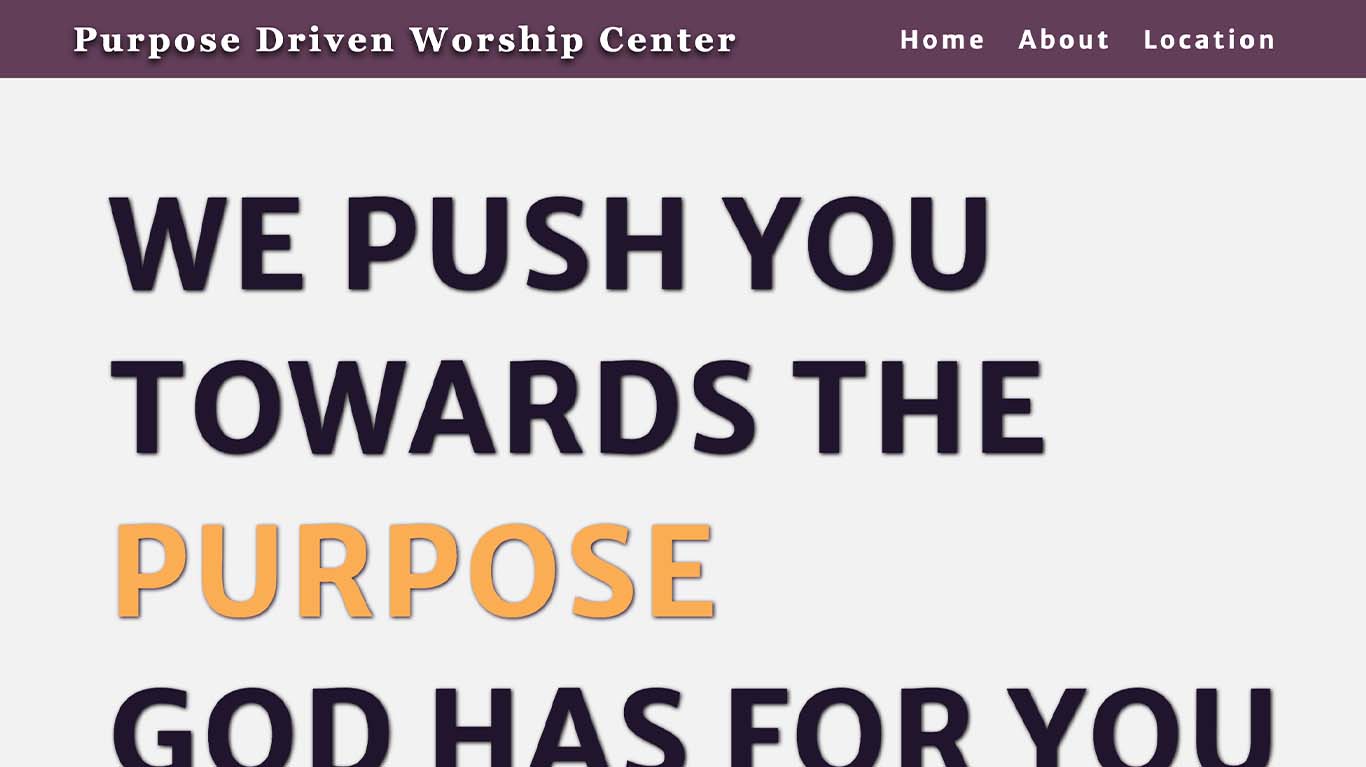 Purpose Driven Worship Center
Home About Location
WE PUSH YOU
TOWARDS THE
PURPOSE
GOD HAS FOR YOU